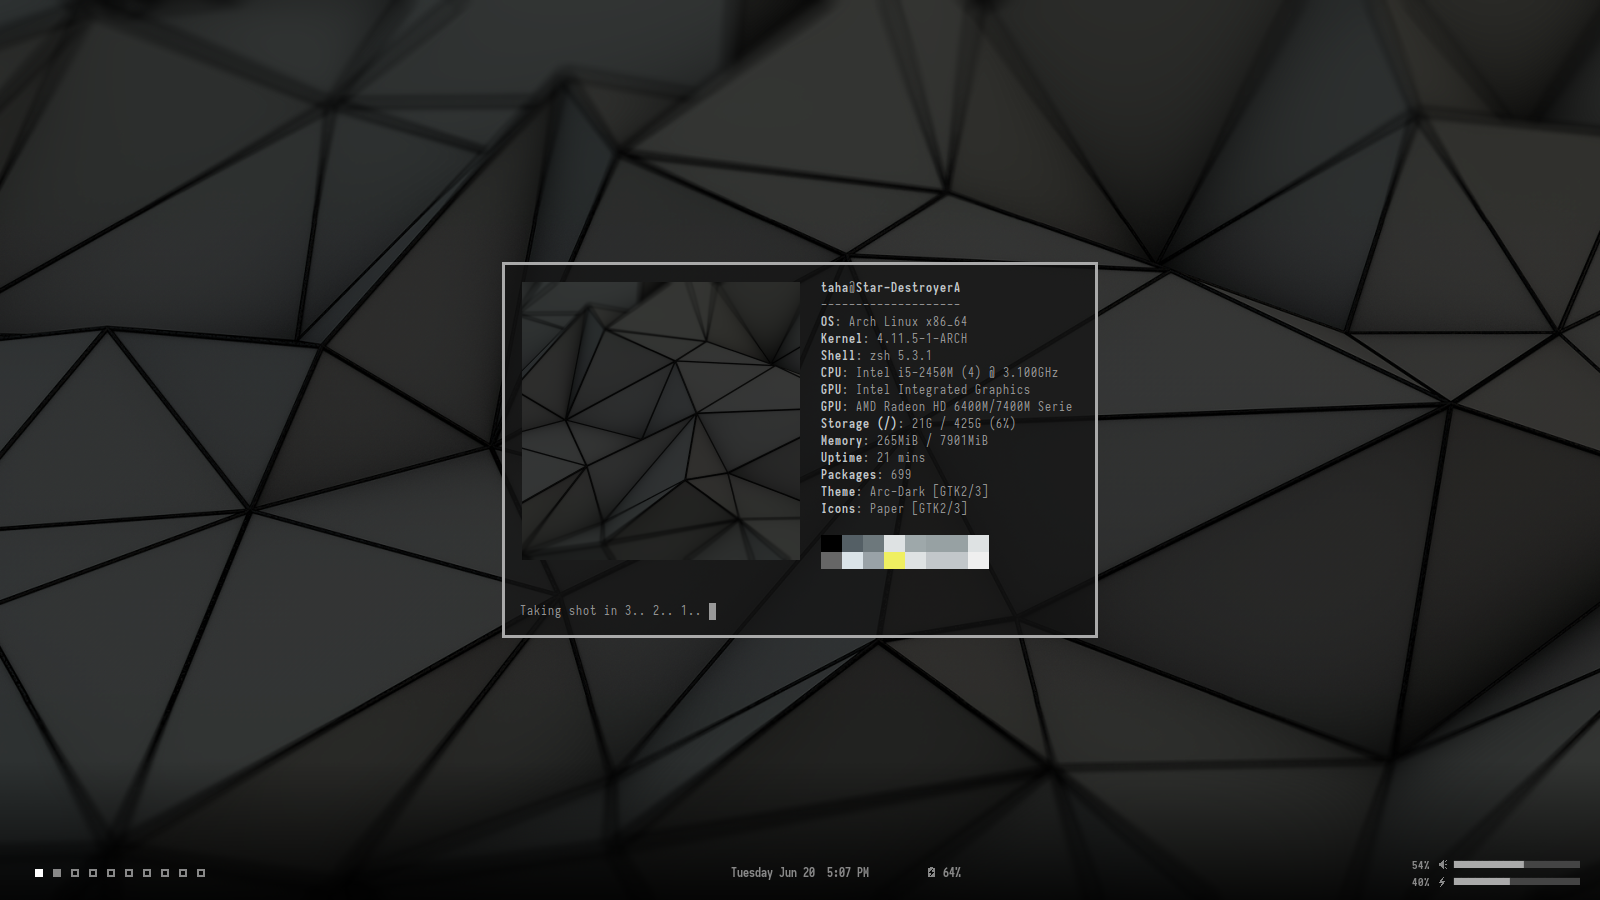 taha@Star-DestroyerA
--------------------
OS: Arch Linux x86_64
Kernel: 4.11.5-1-ARCH
Shell: zsh 5.3.1
CPU: Intel i5-2450M (4) @ 3.100GHz
GPU: Intel Integrated Graphics
GPU: AMD Radeon HD 6400M/7400M Serie
Storage (/): 21G / 425G (6%)
Memory: 265MiB / 7901MiB
Uptime: 21 mins
Packages: 699
Theme: Arc-Dark [GTK2/3]
Icons: Paper [GTK2/3]
Taking shot in 3.. 2.. 1..
Tuesday Jun 20 5:07 PM
64%
54%
40%